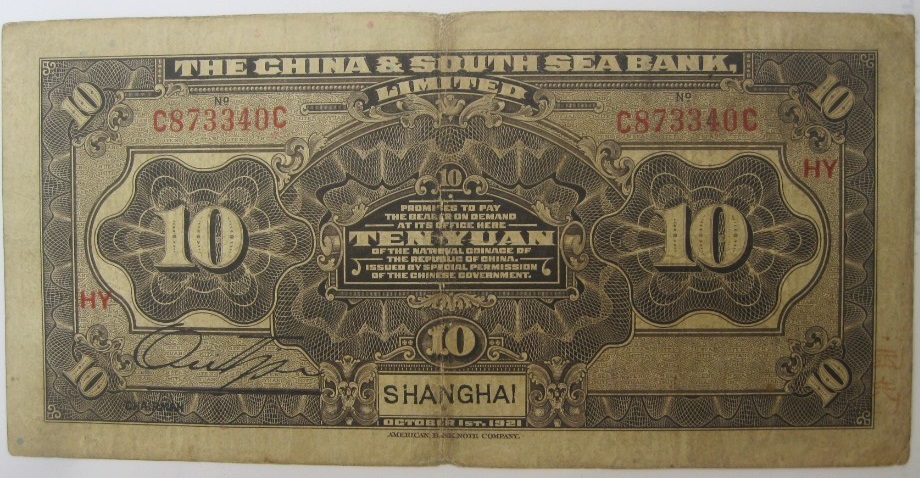 THE CHINA & SOUTH SEA BANK,
LIMITED
10
10
Nº
C873340C
Nº
C873340C
HY
10
PROMISES TO PAY
THE BEARER ON DEMAND
AT ITS OFFICE HERE
TEN YUAN
OF THE NATIONAL COINAGE OF
THE REPUBLIC OF CHINA.
ISSUED BY SPECIAL PERMISSION
OF THE CHINESE GOVERNMENT.
10
10
HY
10
10
10
SHANGHAI
CHAIRMAN
OCTOBER 1ST. 1921
AMERICAN BANK NOTE COMPANY.